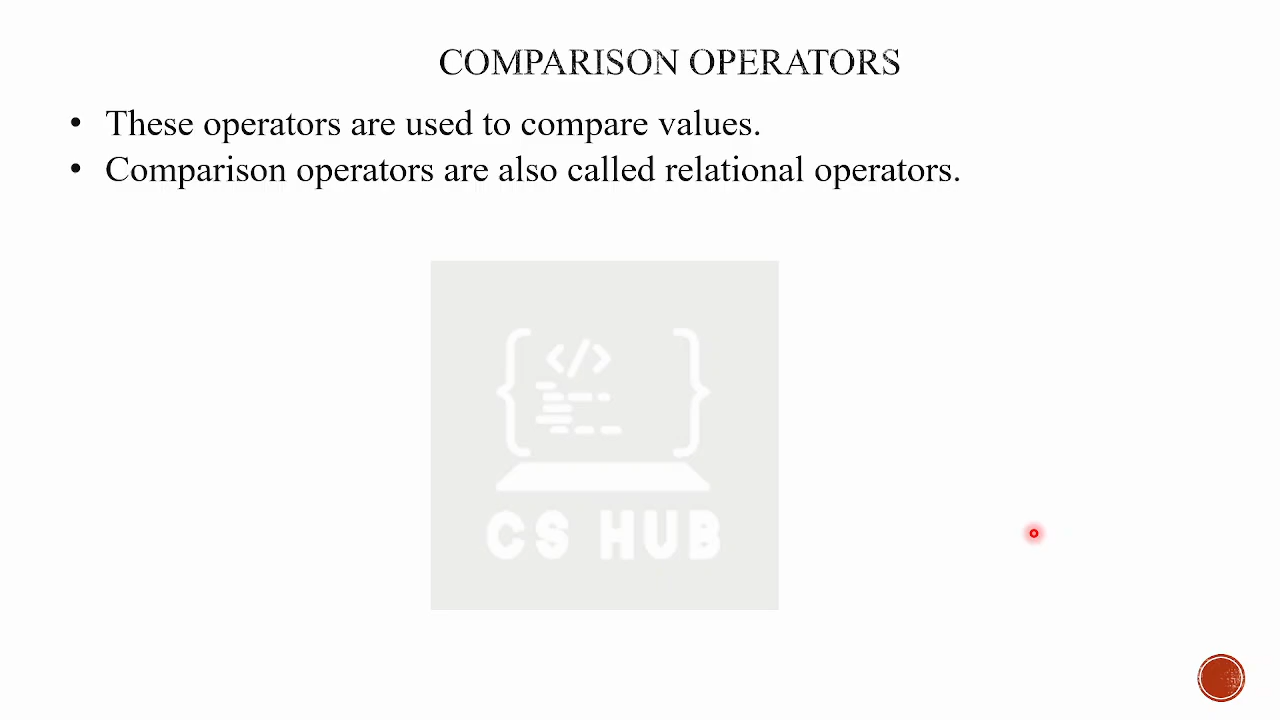 COMPARISON OPERATORS
• These operators are used to compare values.
• Comparison operators are also called relational operators.
</>
CS HUB